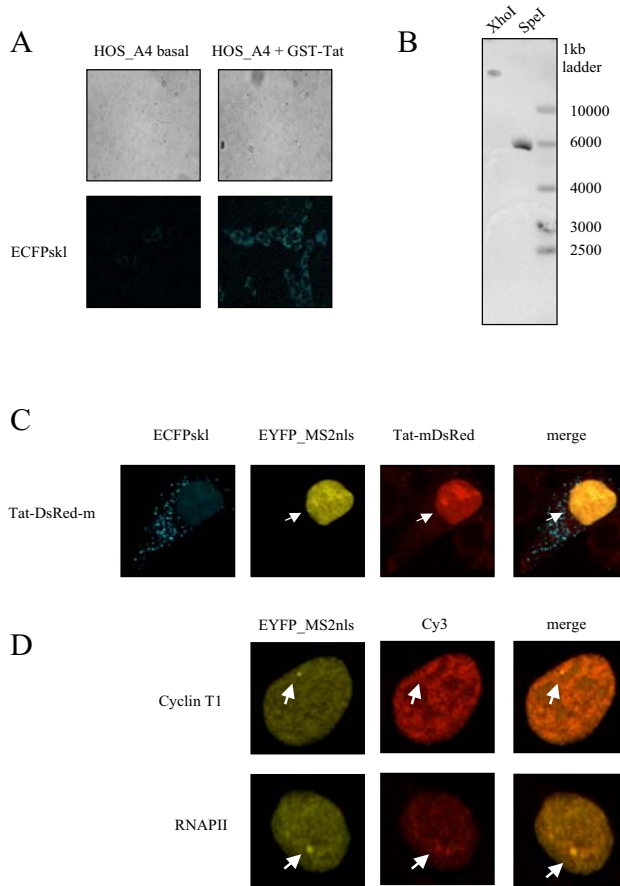 A
HOS_A4 basal
HOS_A4 + GST-Tat
ECFPskl
B
XhoI
SpeI
1kb
ladder
10000
6000
4000
3000
2500
C
ECFPskl
EYFP_MS2nls
Tat-mDsRed
merge
Tat-DsRed-m
D
EYFP_MS2nls
Cy3
merge
Cyclin T1
RNAPII